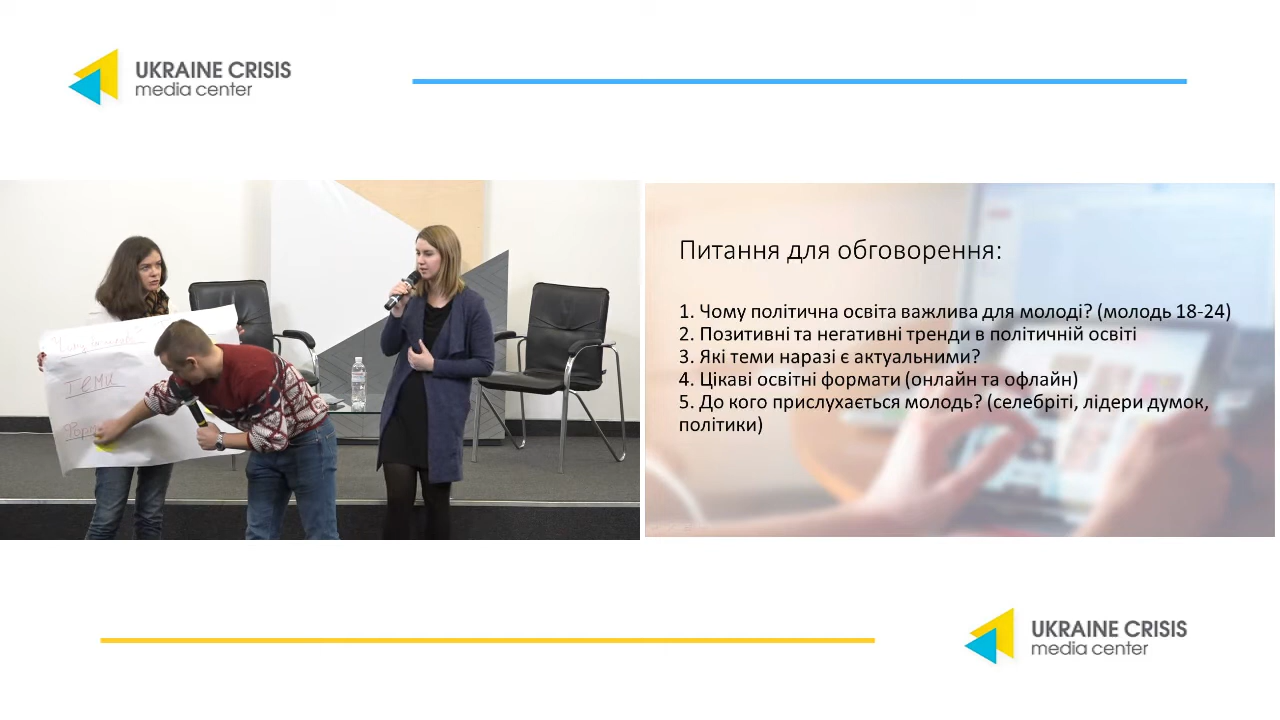 UKRAINE CRISIS
media center
Теми
Питання для обговорення:
1. Чому політична освіта важлива для молоді? (молодь 18-24)
2. Позитивні та негативні тренди в політичній освіті
3. Які теми наразі є актуальними?
4. Цікаві освітні формати (онлайн та офлайн)
5. До кого прислухається молодь? (селебріті, лідери думок,
політики)
UKRAINE CRISIS
media center